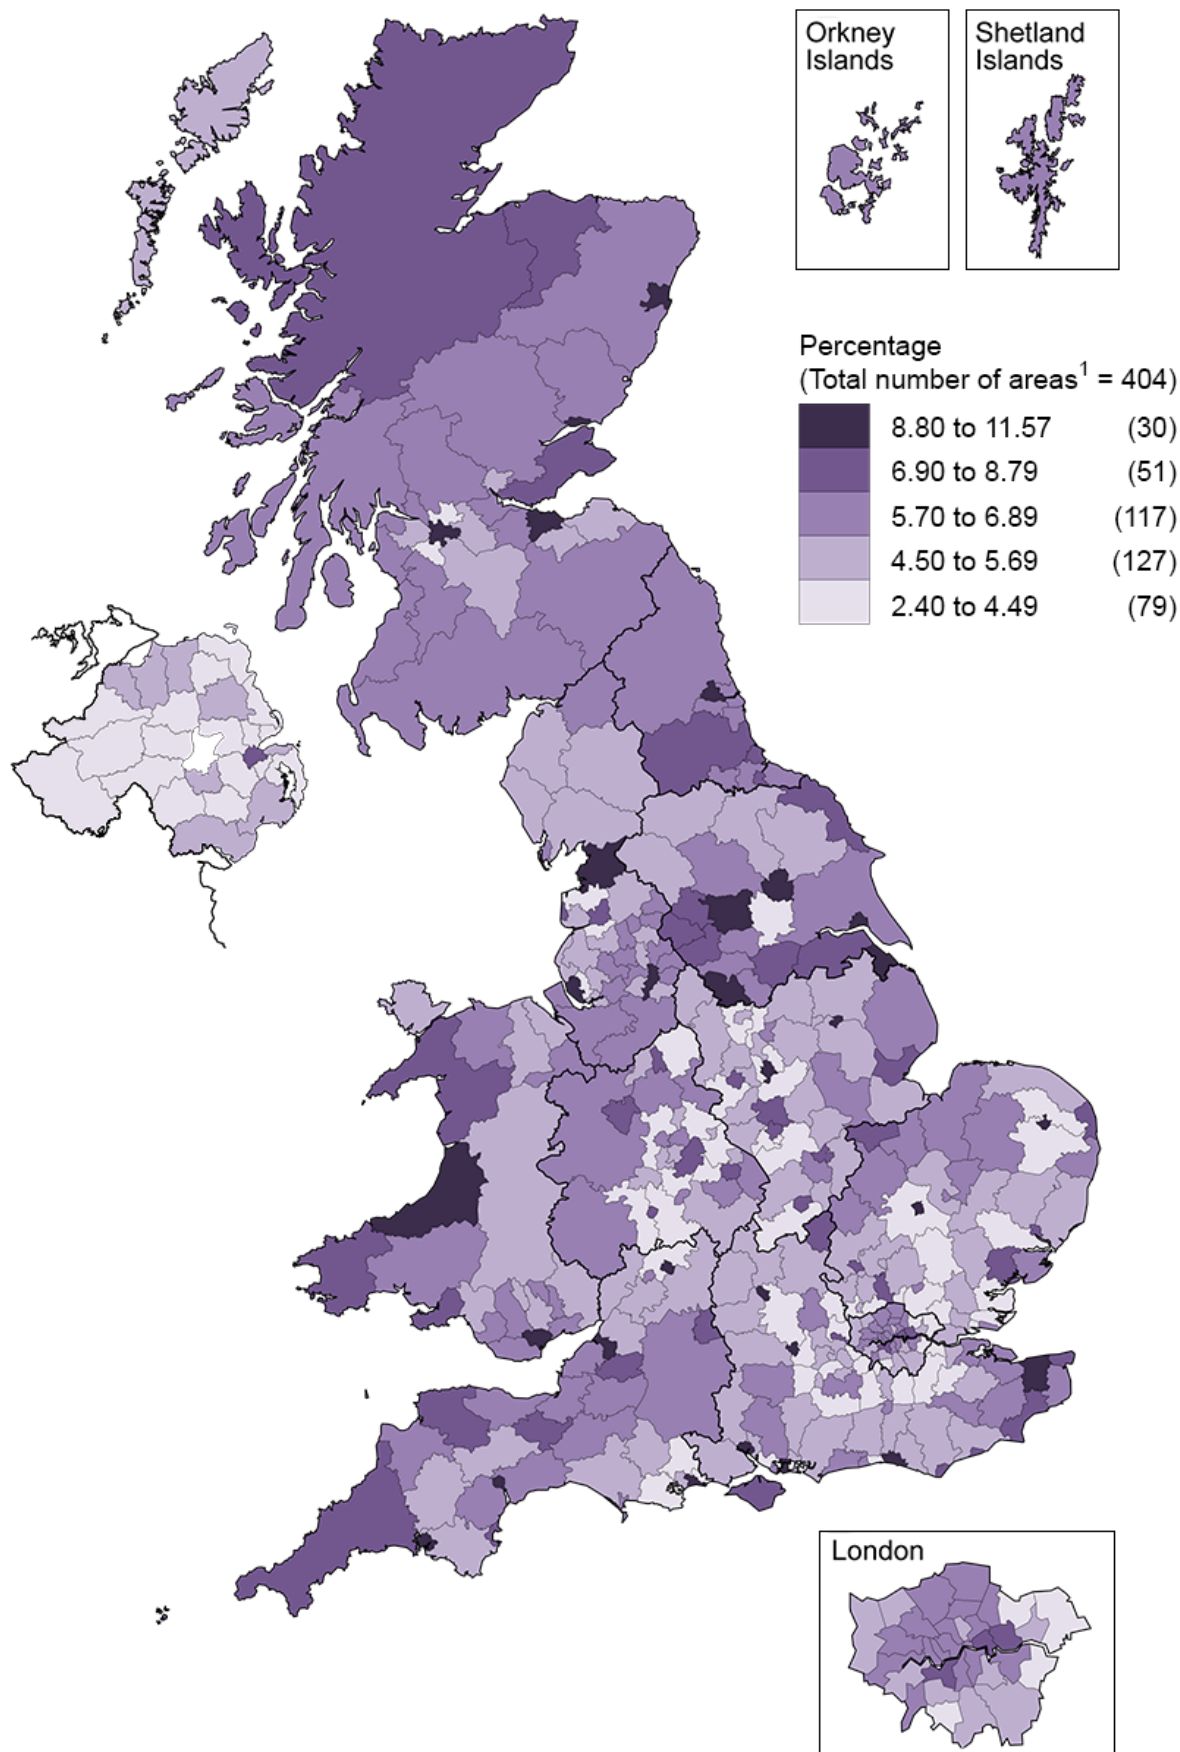 Orkney
Islands
Shetland
Islands
Percentage
(Total number of areas¹ = 404)
8.80 to 11.57 (30)
6.90 to 8.79 (51)
5.70 to 6.89 (117)
4.50 to 5.69 (127)
2.40 to 4.49 (79)
London